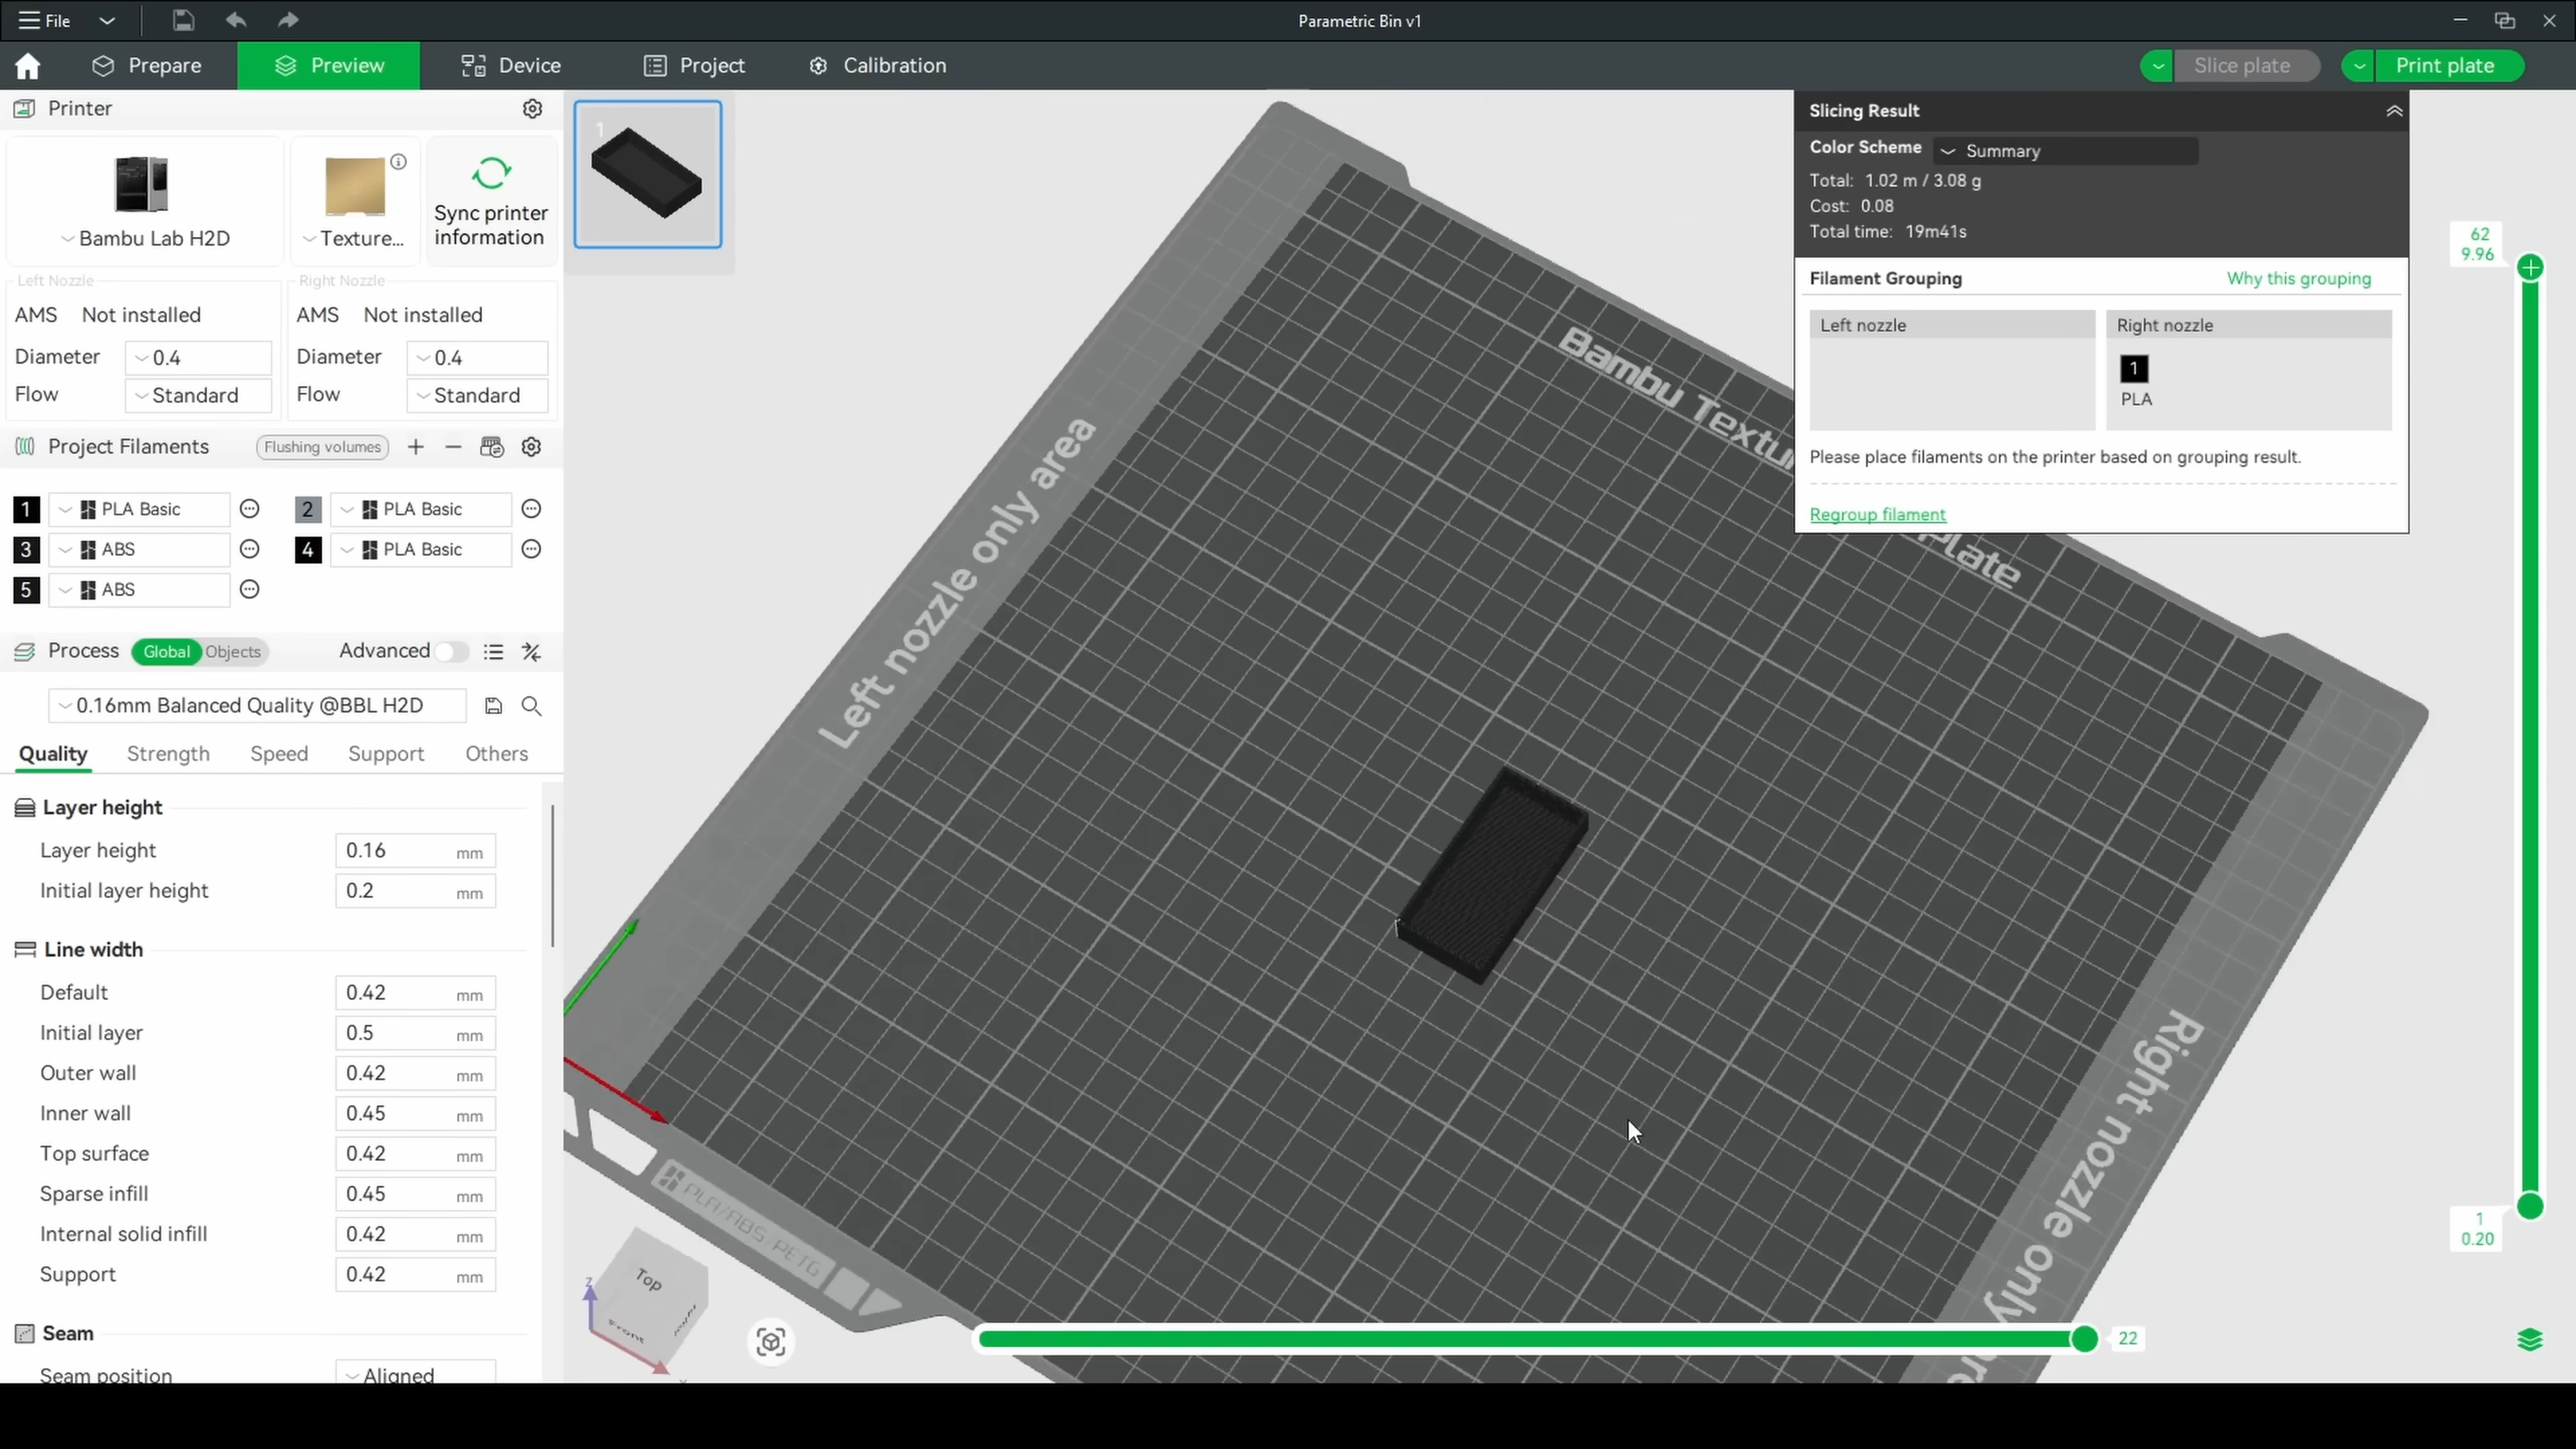 File
Parametric Bin v1
Prepare
Preview
Device
Project
Calibration
Slice plate
Print plate
Printer
Bambu Lab H2D
Texture...
Sync printer
information
Left Nozzle
Right Nozzle
AMS Not installed
AMS Not installed
Diameter 0.4
Diameter 0.4
Flow Standard
Flow Standard
Project Filaments
Flushing volumes
1 PLA Basic
2 PLA Basic
3 ABS
4 PLA Basic
5 ABS
Process
Global
Objects
Advanced
0.16mm Balanced Quality @BBL H2D
Quality
Strength
Speed
Support
Others
Layer height
Layer height 0.16 mm
Initial layer height 0.2 mm
Line width
Default 0.42 mm
Initial layer 0.5 mm
Outer wall 0.42 mm
Inner wall 0.45 mm
Top surface 0.42 mm
Sparse infill 0.45 mm
Internal solid infill 0.42 mm
Support 0.42 mm
Seam
Seam position Aligned
1
Left nozzle only area
Bambu Textu
Plate
Right nozzle only
PLA/ABS PETG
Top
Front
z
Slicing Result
Color Scheme Summary
Total: 1.02 m / 3.08 g
Cost: 0.08
Total time: 19m41s
Filament Grouping
Why this grouping
Left nozzle
Right nozzle
1
PLA
Please place filaments on the printer based on grouping result.
Regroup filament
62
9.96
1
0.20
22